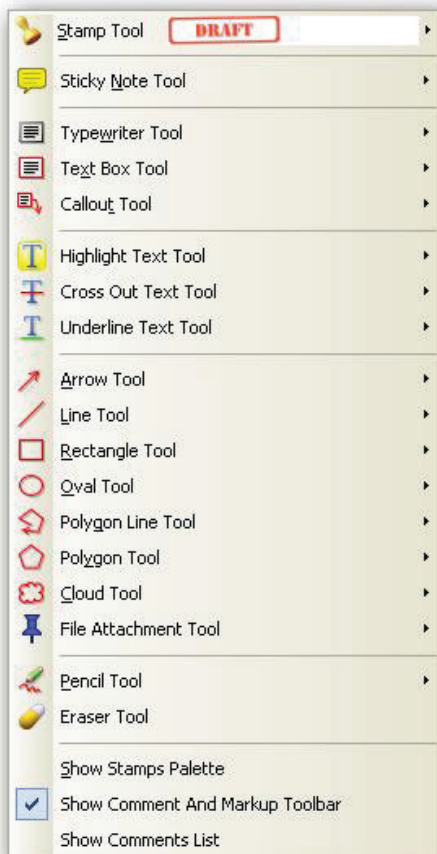 Stamp Tool DRAFT
Sticky Note Tool
Typewriter Tool
Text Box Tool
Callout Tool
T Highlight Text Tool
T Cross Out Text Tool
T Underline Text Tool
Arrow Tool
Line Tool
Rectangle Tool
Oval Tool
Polygon Line Tool
Polygon Tool
Cloud Tool
File Attachment Tool
Pencil Tool
Eraser Tool
Show Stamps Palette
Show Comment And Markup Toolbar
Show Comments List